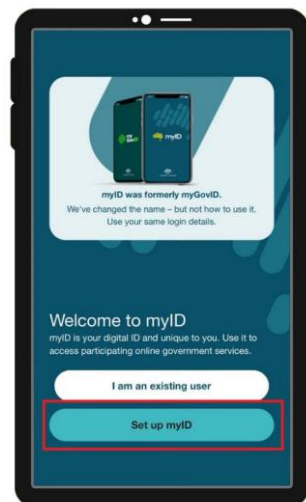 myID
myID was formerly myGovID.
We've changed the name – but not how to use it.
Use your same login details.
Welcome to myID
myID is your digital ID and unique to you. Use it to
access participating online government services.
I am an existing user
Set up myID